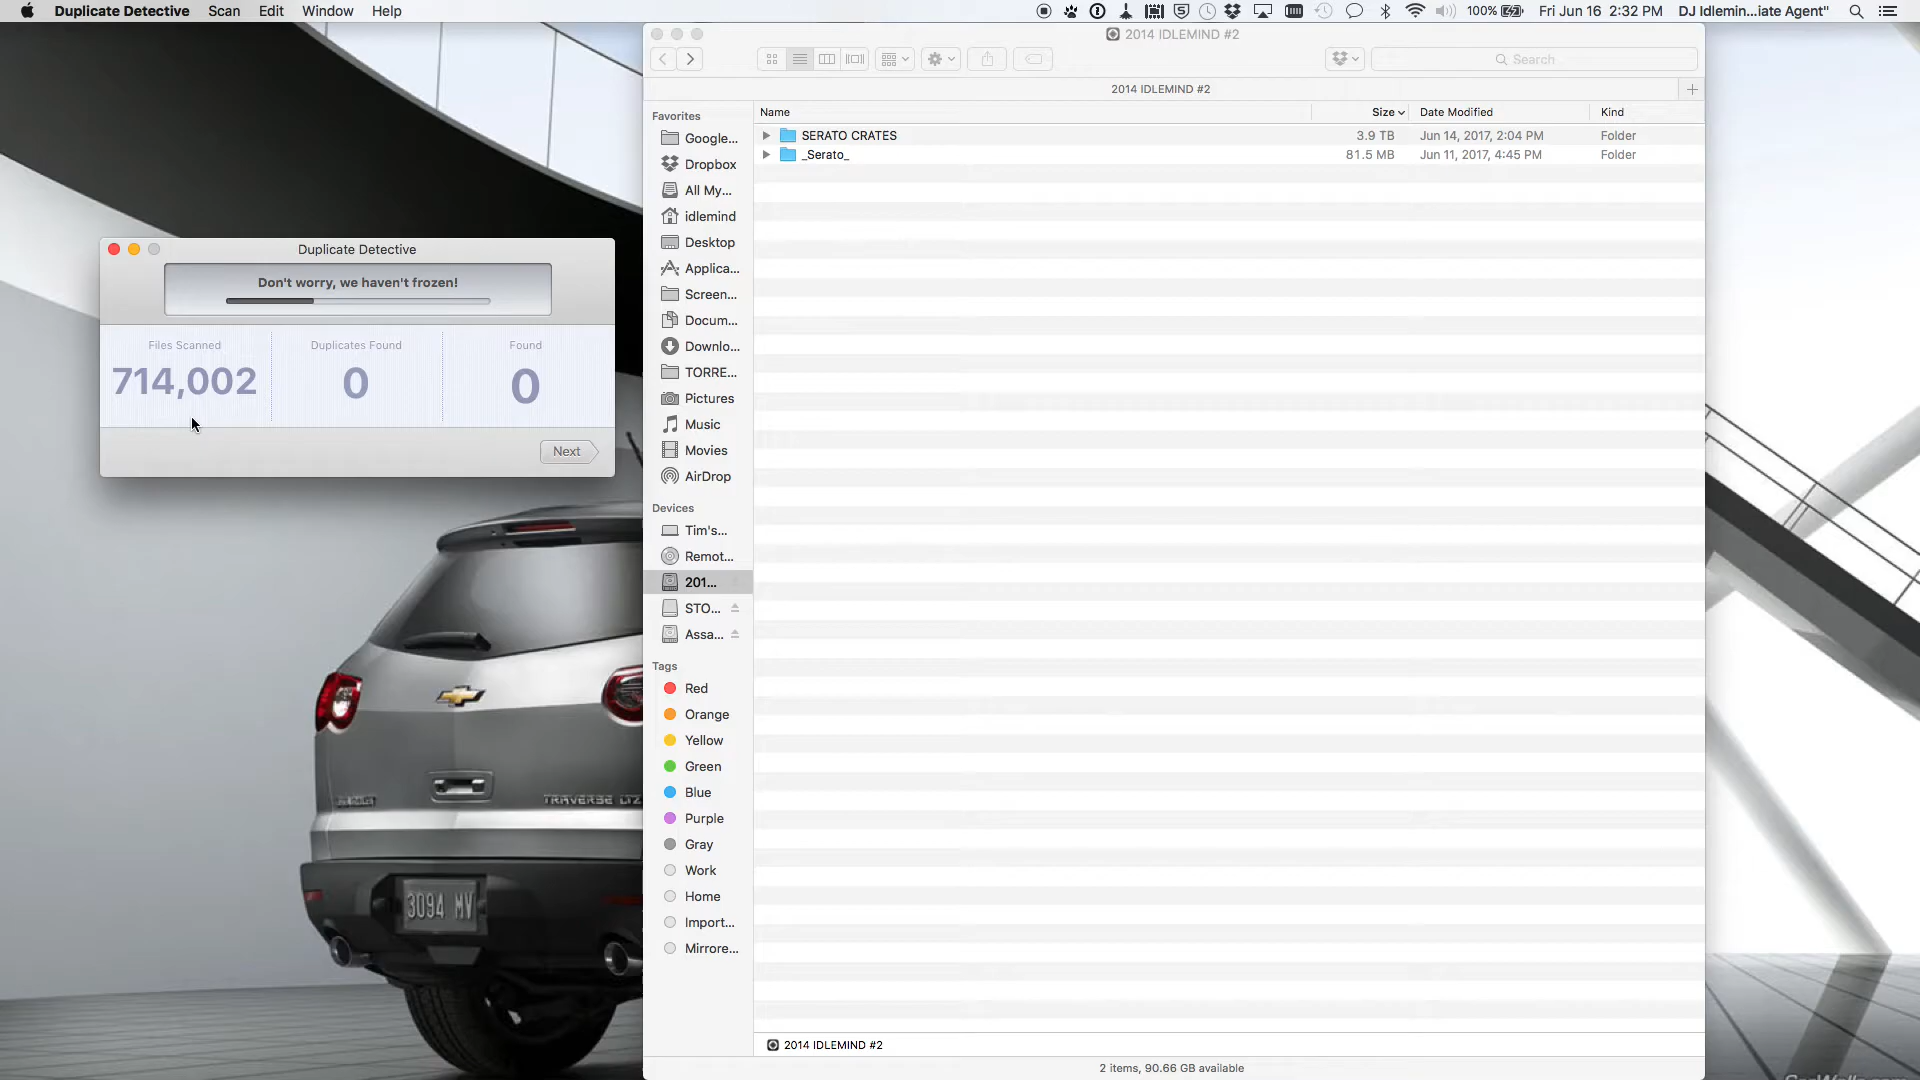 Duplicate Detective Scan Edit Window Help
100% Fri Jun 16 2:32 PM DJ Idlemin...iate Agent"
2014 IDLEMIND #2
Search
2014 IDLEMIND #2
Name Size Date Modified Kind
SERATO CRATES 3.9 TB Jun 14, 2017, 2:04 PM Folder
_Serato_ 81.5 MB Jun 11, 2017, 4:45 PM Folder
Favorites
Google...
Dropbox
All My...
idlemind
Desktop
Applica...
Screen...
Docum...
Downlo...
TORRE...
Pictures
Music
Movies
AirDrop
Devices
Tim's...
Remot...
201...
STO...
Assa...
Tags
Red
Orange
Yellow
Green
Blue
Purple
Gray
Work
Home
Import...
Mirrore...
2014 IDLEMIND #2
2 items, 90.66 GB available
Duplicate Detective
Don't worry, we haven't frozen!
Files Scanned Duplicates Found Found
714,002 0 0
Next
TRAVERSE LTZ
3094 MV